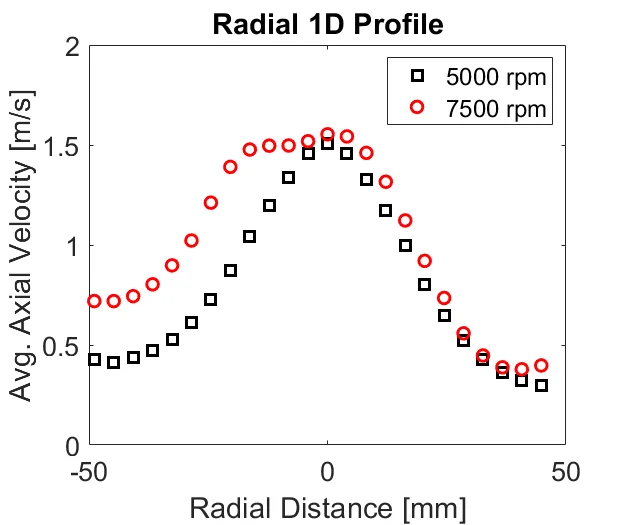 Radial 1D Profile
5000 rpm
7500 rpm
Avg. Axial Velocity [m/s]
2
1.5
1
0.5
0
-50
0
50
Radial Distance [mm]